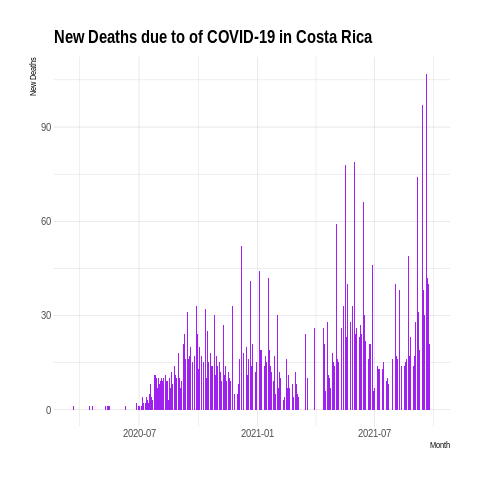 New Deaths due to of COVID-19 in Costa Rica
New Deaths
90
60
30
0
2020-07
2021-01
2021-07
Month